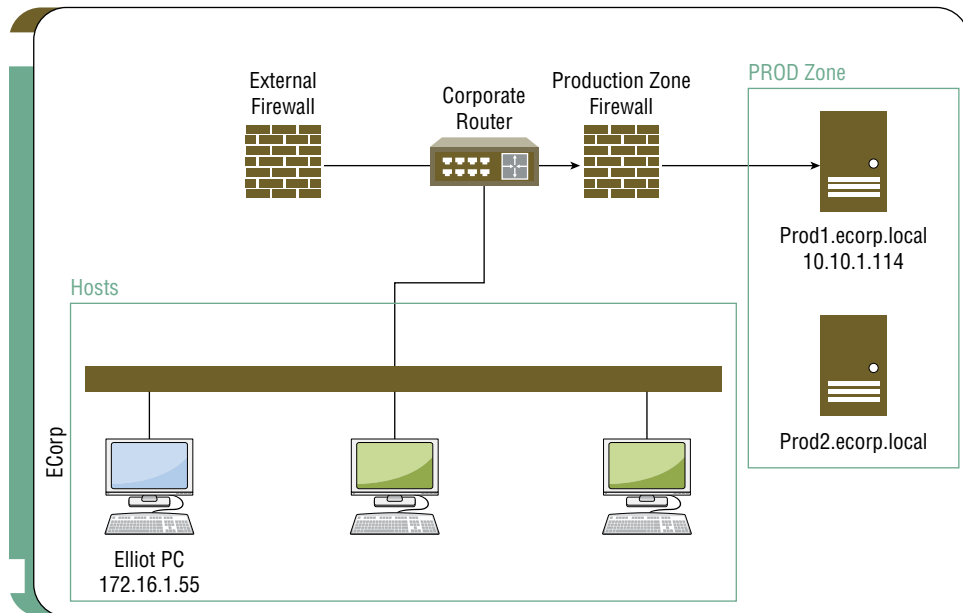 External
Firewall
Corporate
Router
Production Zone
Firewall
PROD Zone
Prod1.ecorp.local
10.10.1.114
Prod2.ecorp.local
Hosts
ECorp
Elliot PC
172.16.1.55